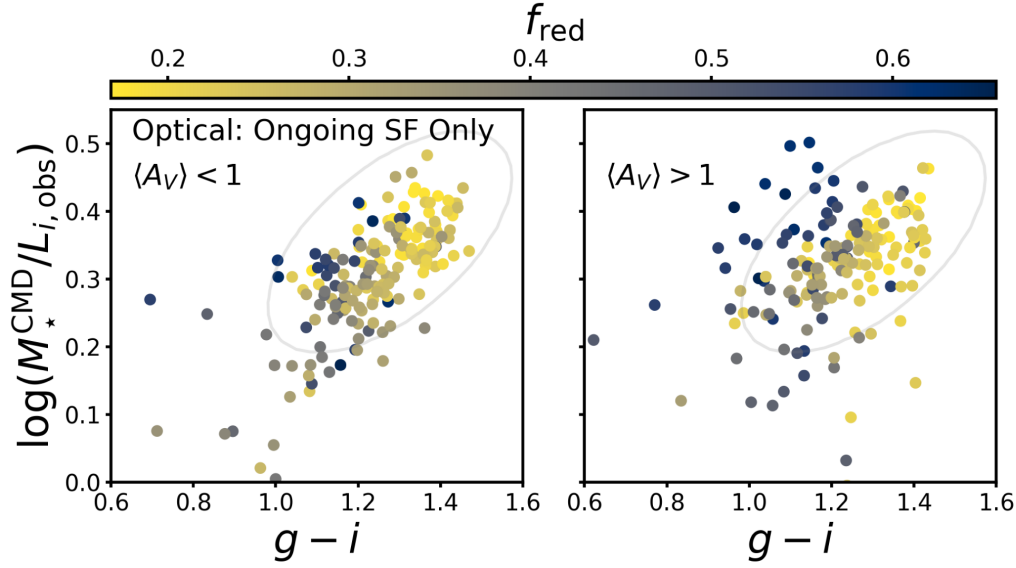 f_red
0.2 0.3 0.4 0.5 0.6
Optical: Ongoing SF Only
⟨A_V⟩ < 1
⟨A_V⟩ > 1
log(M_⋆^CMD/L_i,obs)
0.5
0.4
0.3
0.2
0.1
0.0
0.6 0.8 1.0 1.2 1.4 1.6
0.6 0.8 1.0 1.2 1.4 1.6
g − i
g − i